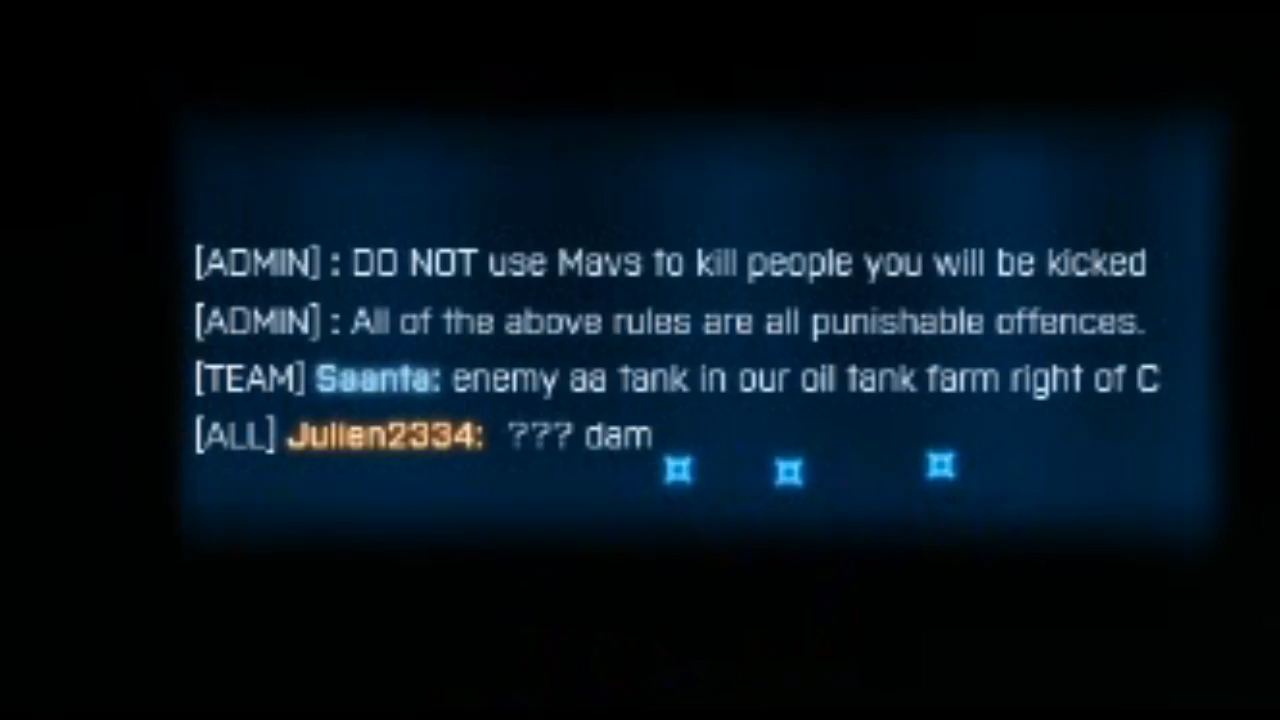 [ADMIN] : DO NOT use Mavs to kill people you will be kicked
[ADMIN] : All of the above rules are all punishable offences.
[TEAM] Saanta: enemy aa tank in our oil tank farm right of C
[ALL] Julien2334: ??? dam